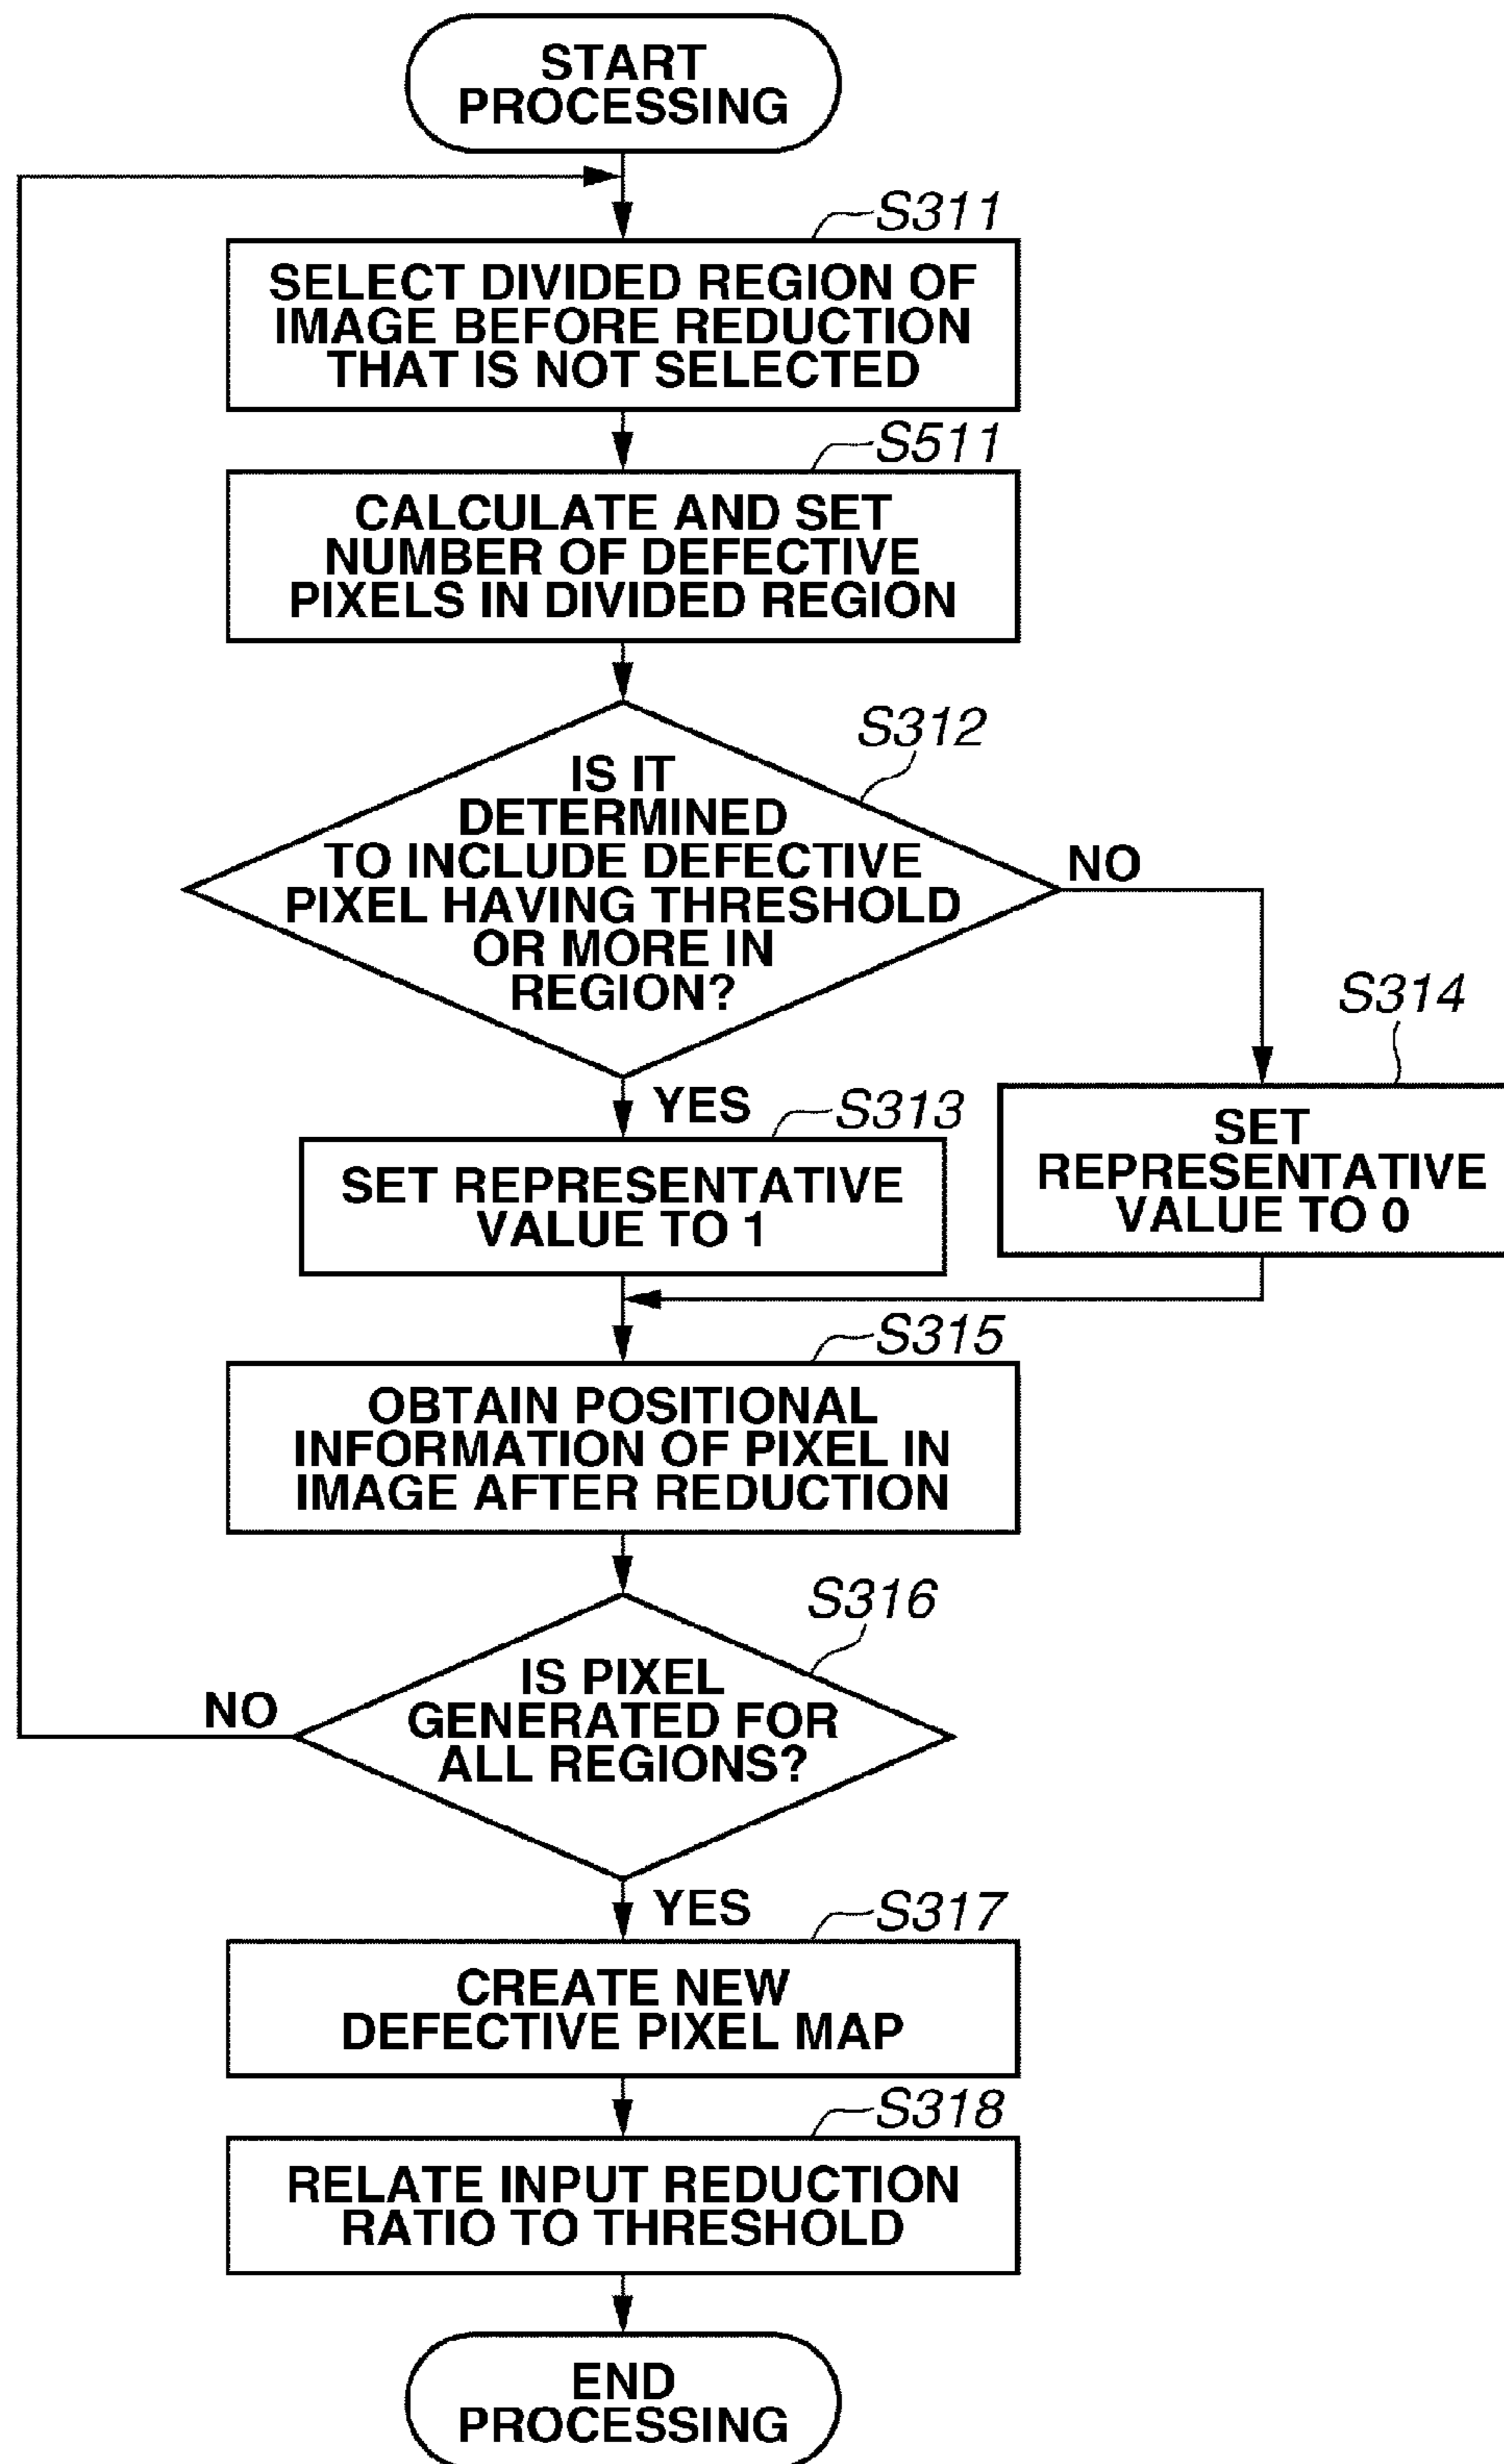 START
PROCESSING
S311
SELECT DIVIDED REGION OF
IMAGE BEFORE REDUCTION
THAT IS NOT SELECTED
S511
CALCULATE AND SET
NUMBER OF DEFECTIVE
PIXELS IN DIVIDED REGION
S312
IS IT
DETERMINED
TO INCLUDE DEFECTIVE
PIXEL HAVING THRESHOLD
OR MORE IN
REGION?
NO
YES
S313
SET REPRESENTATIVE
VALUE TO 1
S314
SET
REPRESENTATIVE
VALUE TO 0
S315
OBTAIN POSITIONAL
INFORMATION OF PIXEL IN
IMAGE AFTER REDUCTION
S316
IS PIXEL
GENERATED FOR
ALL REGIONS?
NO
YES
S317
CREATE NEW
DEFECTIVE PIXEL MAP
S318
RELATE INPUT REDUCTION
RATIO TO THRESHOLD
END
PROCESSING